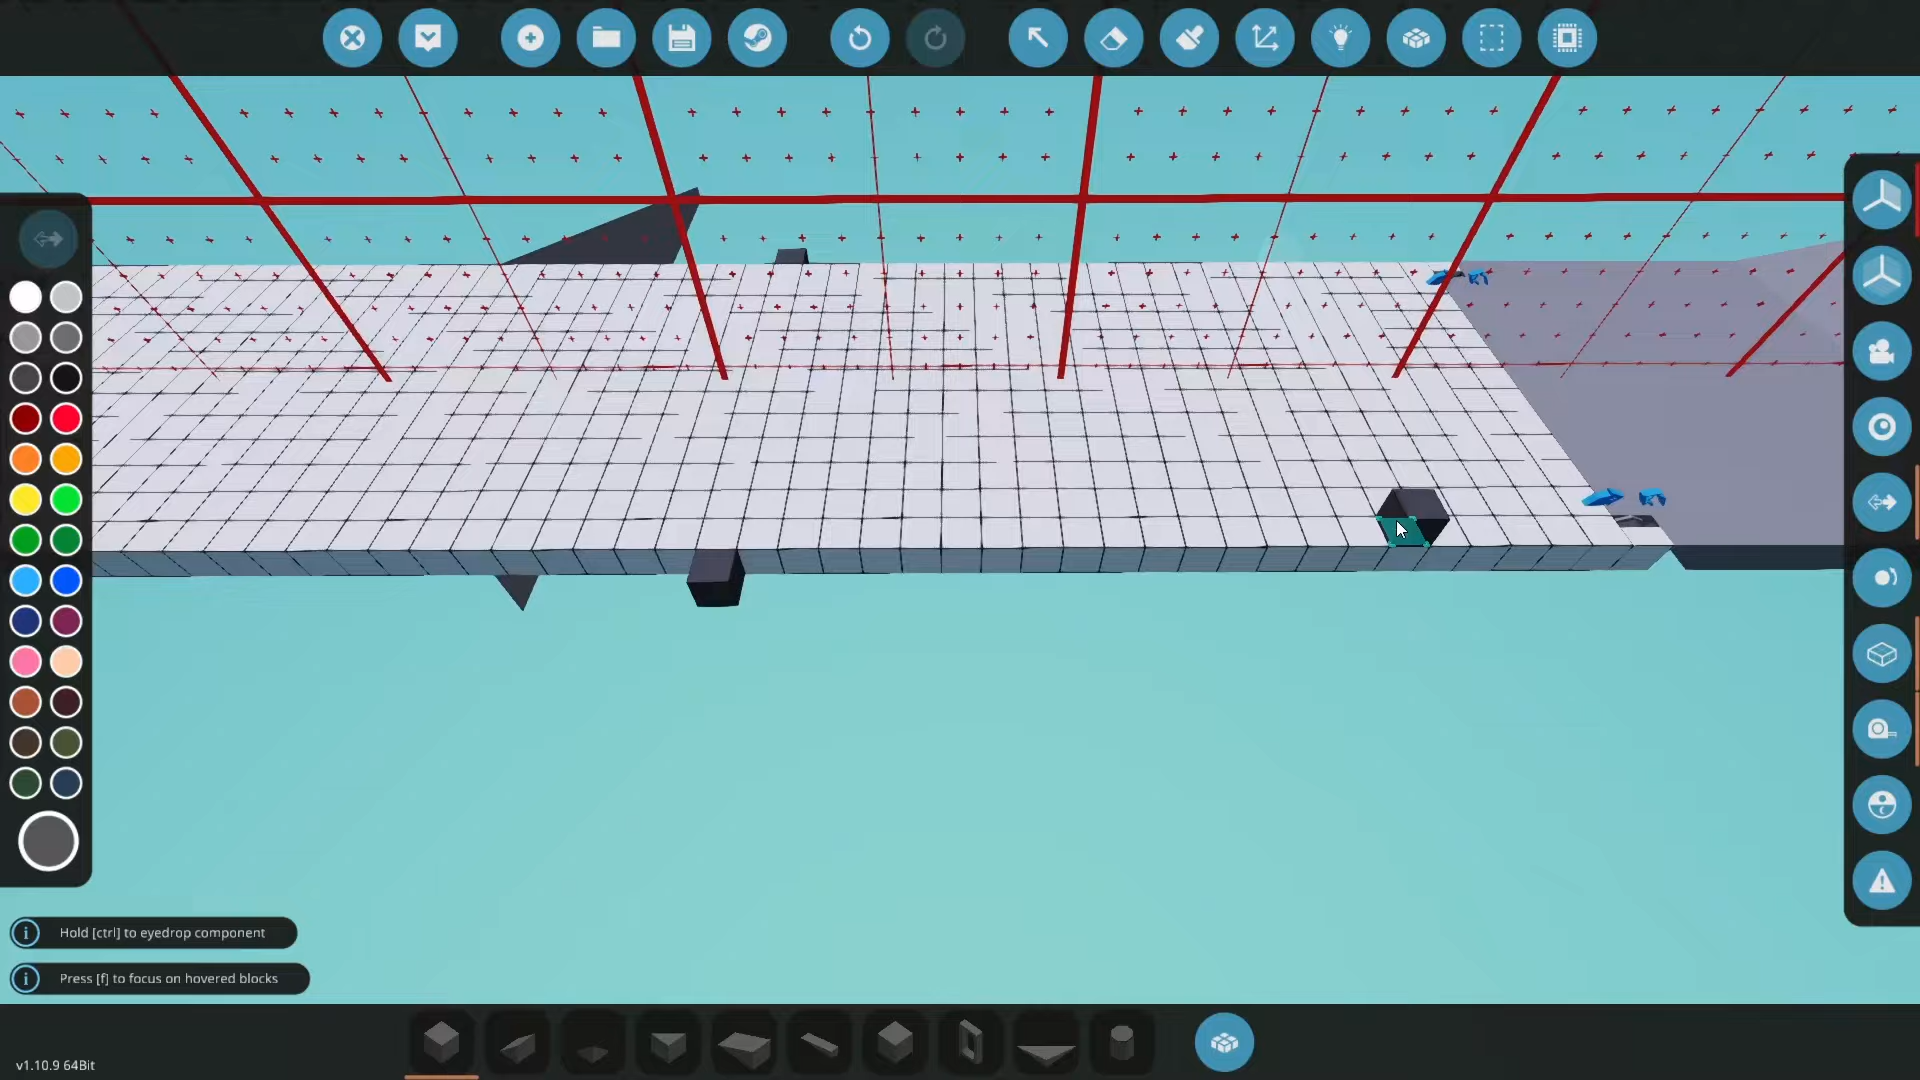 Hold [ctrl] to eyedrop component
Press [f] to focus on hovered blocks
v1.10.9 64Bit